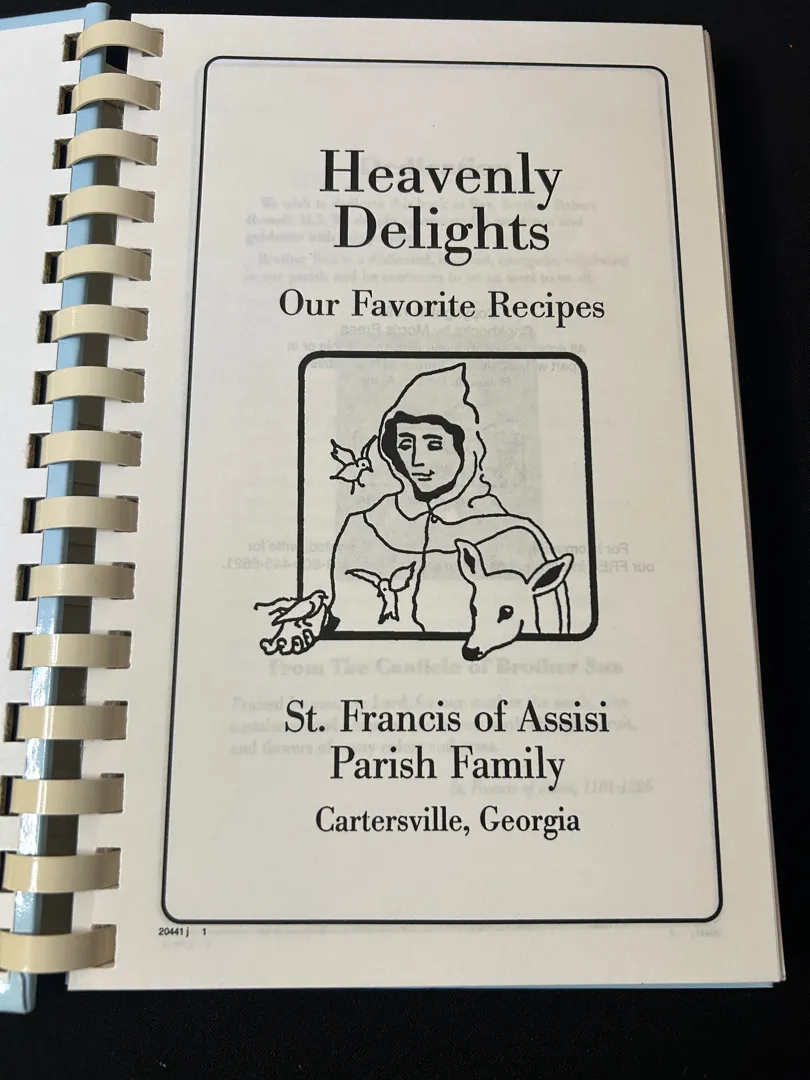 Heavenly
Delights
Our Favorite Recipes
St. Francis of Assisi
Parish Family
Cartersville, Georgia
20441 j 1